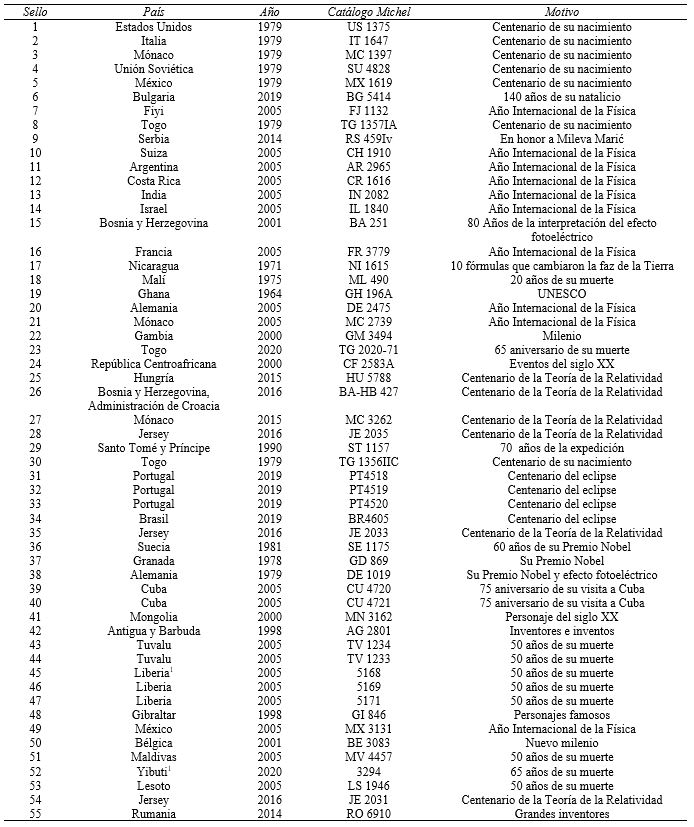 Sello País Año Catálogo Michel Motivo
1 Estados Unidos 1979 US 1375 Centenario de su nacimiento
2 Italia 1979 IT 1647 Centenario de su nacimiento
3 Mónaco 1979 MC 1397 Centenario de su nacimiento
4 Unión Soviética 1979 SU 4828 Centenario de su nacimiento
5 México 1979 MX 1619 Centenario de su nacimiento
6 Bulgaria 2019 BG 5414 140 años de su natalicio
7 Fiyi 2005 FJ 1132 Año Internacional de la Física
8 Togo 1979 TG 1357IA Centenario de su nacimiento
9 Serbia 2014 RS 459Iv En honor a Mileva Marić
10 Suiza 2005 CH 1910 Año Internacional de la Física
11 Argentina 2005 AR 2965 Año Internacional de la Física
12 Costa Rica 2005 CR 1616 Año Internacional de la Física
13 India 2005 IN 2082 Año Internacional de la Física
14 Israel 2005 IL 1840 Año Internacional de la Física
15 Bosnia y Herzegovina 2001 BA 251 80 Años de la interpretación del efecto
fotoeléctrico
16 Francia 2005 FR 3779 Año Internacional de la Física
17 Nicaragua 1971 NI 1615 10 fórmulas que cambiaron la faz de la Tierra
18 Malí 1975 ML 490 20 años de su muerte
19 Ghana 1964 GH 196A UNESCO
20 Alemania 2005 DE 2475 Año Internacional de la Física
21 Mónaco 2005 MC 2739 Año Internacional de la Física
22 Gambia 2000 GM 3494 Milenio
23 Togo 2020 TG 2020-71 65 aniversario de su muerte
24 República Centroafricana 2000 CF 2583A Eventos del siglo XX
25 Hungría 2015 HU 5788 Centenario de la Teoría de la Relatividad
26 Bosnia y Herzegovina, 2016 BA-HB 427 Centenario de la Teoría de la Relatividad
Administración de Croacia
27 Mónaco 2015 MC 3262 Centenario de la Teoría de la Relatividad
28 Jersey 2016 JE 2035 Centenario de la Teoría de la Relatividad
29 Santo Tomé y Príncipe 1990 ST 1157 70 años de la expedición
30 Togo 1979 TG 1356IIC Centenario de su nacimiento
31 Portugal 2019 PT4518 Centenario del eclipse
32 Portugal 2019 PT4519 Centenario del eclipse
33 Portugal 2019 PT4520 Centenario del eclipse
34 Brasil 2019 BR4605 Centenario del eclipse
35 Jersey 2016 JE 2033 Centenario de la Teoría de la Relatividad
36 Suecia 1981 SE 1175 60 años de su Premio Nobel
37 Granada 1978 GD 869 Su Premio Nobel
38 Alemania 1979 DE 1019 Su Premio Nobel y efecto fotoeléctrico
39 Cuba 2005 CU 4720 75 aniversario de su visita a Cuba
40 Cuba 2005 CU 4721 75 aniversario de su visita a Cuba
41 Mongolia 2000 MN 3162 Personaje del siglo XX
42 Antigua y Barbuda 1998 AG 2801 Inventores e inventos
43 Tuvalu 2005 TV 1234 50 años de su muerte
44 Tuvalu 2005 TV 1233 50 años de su muerte
45 Liberia¹ 2005 5168 50 años de su muerte
46 Liberia 2005 5169 50 años de su muerte
47 Liberia 2005 5171 50 años de su muerte
48 Gibraltar 1998 GI 846 Personajes famosos
49 México 2005 MX 3131 Año Internacional de la Física
50 Bélgica 2001 BE 3083 Nuevo milenio
51 Maldivas 2005 MV 4457 50 años de su muerte
52 Yibuti¹ 2020 3294 65 años de su muerte
53 Lesoto 2005 LS 1946 50 años de su muerte
54 Jersey 2016 JE 2031 Centenario de la Teoría de la Relatividad
55 Rumania 2014 RO 6910 Grandes inventores